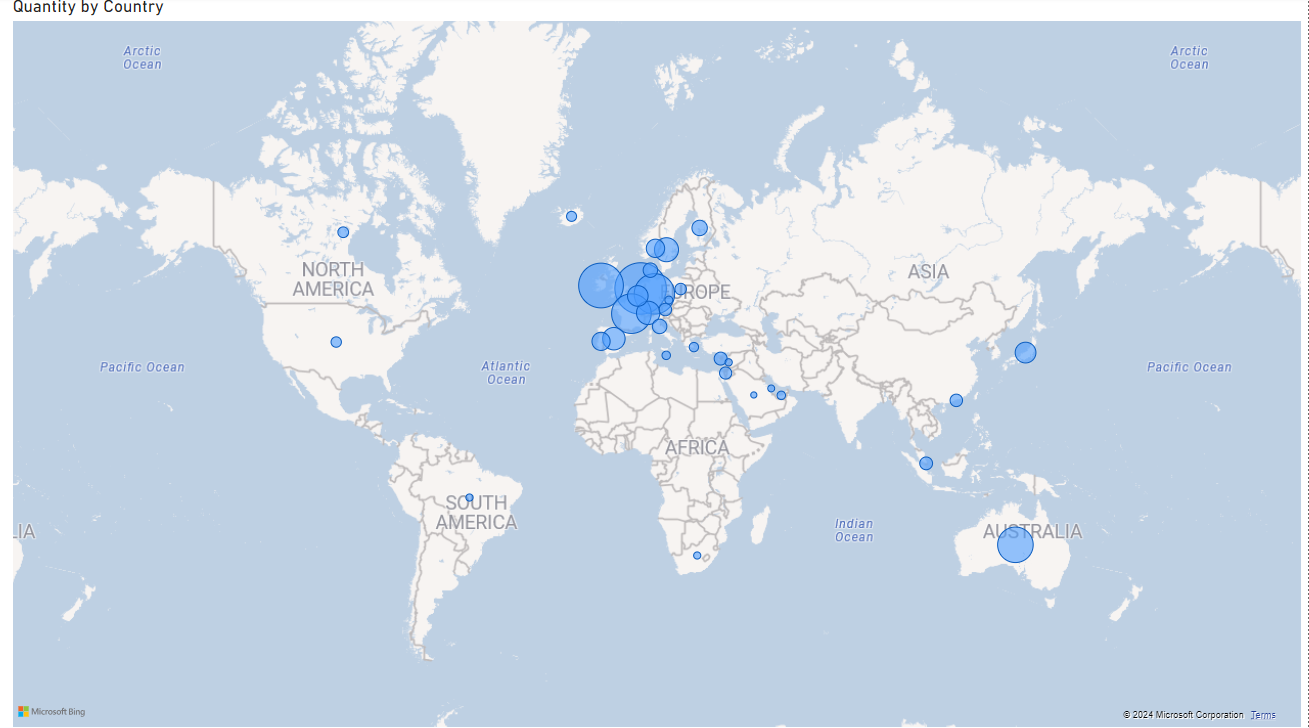 Quantity by Country
Arctic
Ocean
Arctic
Ocean
NORTH
AMERICA
ASIA
EUROPE
Pacific Ocean
Atlantic
Ocean
Pacific Ocean
AFRICA
SOUTH
AMERICA
Indian
Ocean
LIA
AUSTRALIA
Microsoft Bing
© 2024 Microsoft Corporation Terms